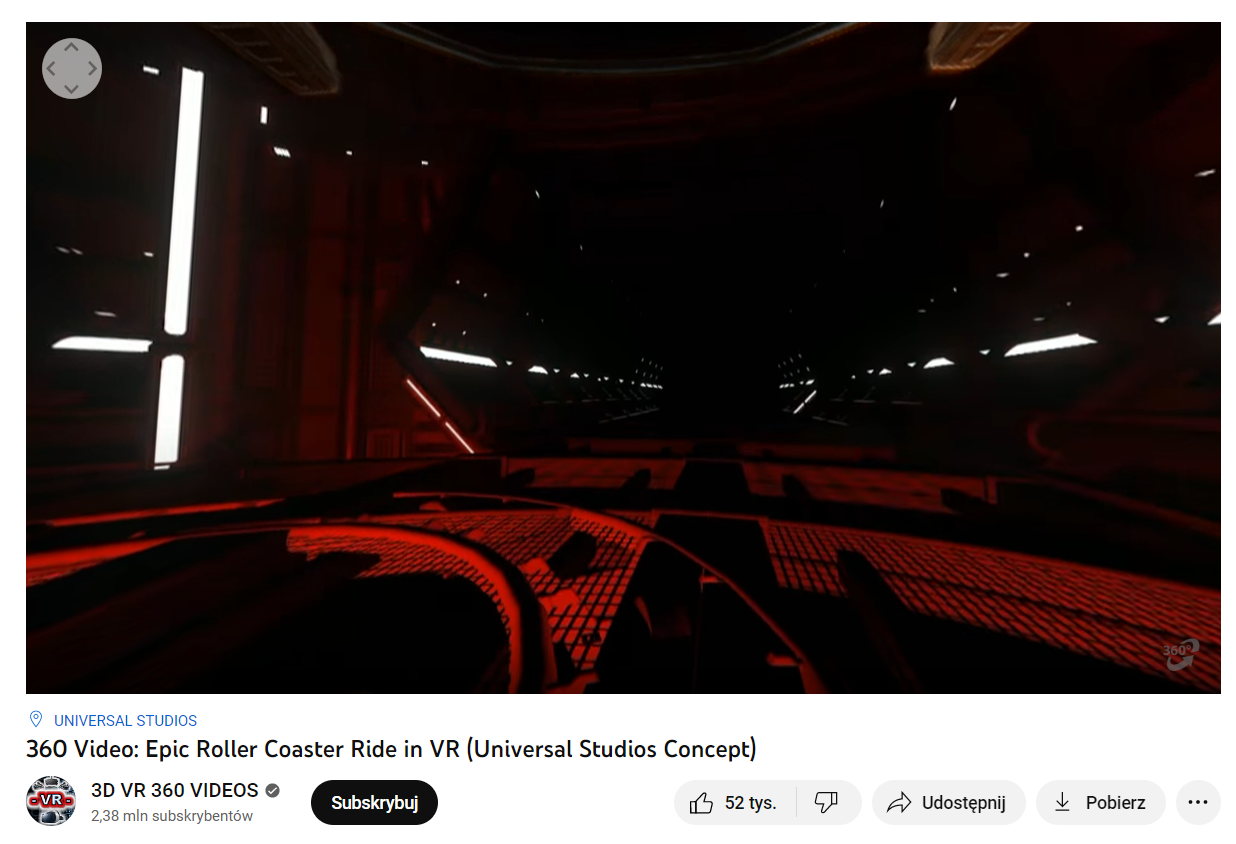 360°
UNIVERSAL STUDIOS
360 Video: Epic Roller Coaster Ride in VR (Universal Studios Concept)
VR
3D VR 360 VIDEOS
2,38 mln subskrybentów
Subskrybuj
52 tys.
Udostępnij
Pobierz